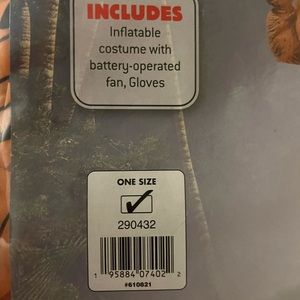 INCLUDES
Inflatable
costume with
battery-operated
fan, Gloves
ONE SIZE
290432
1 95884 07402 2
#610821